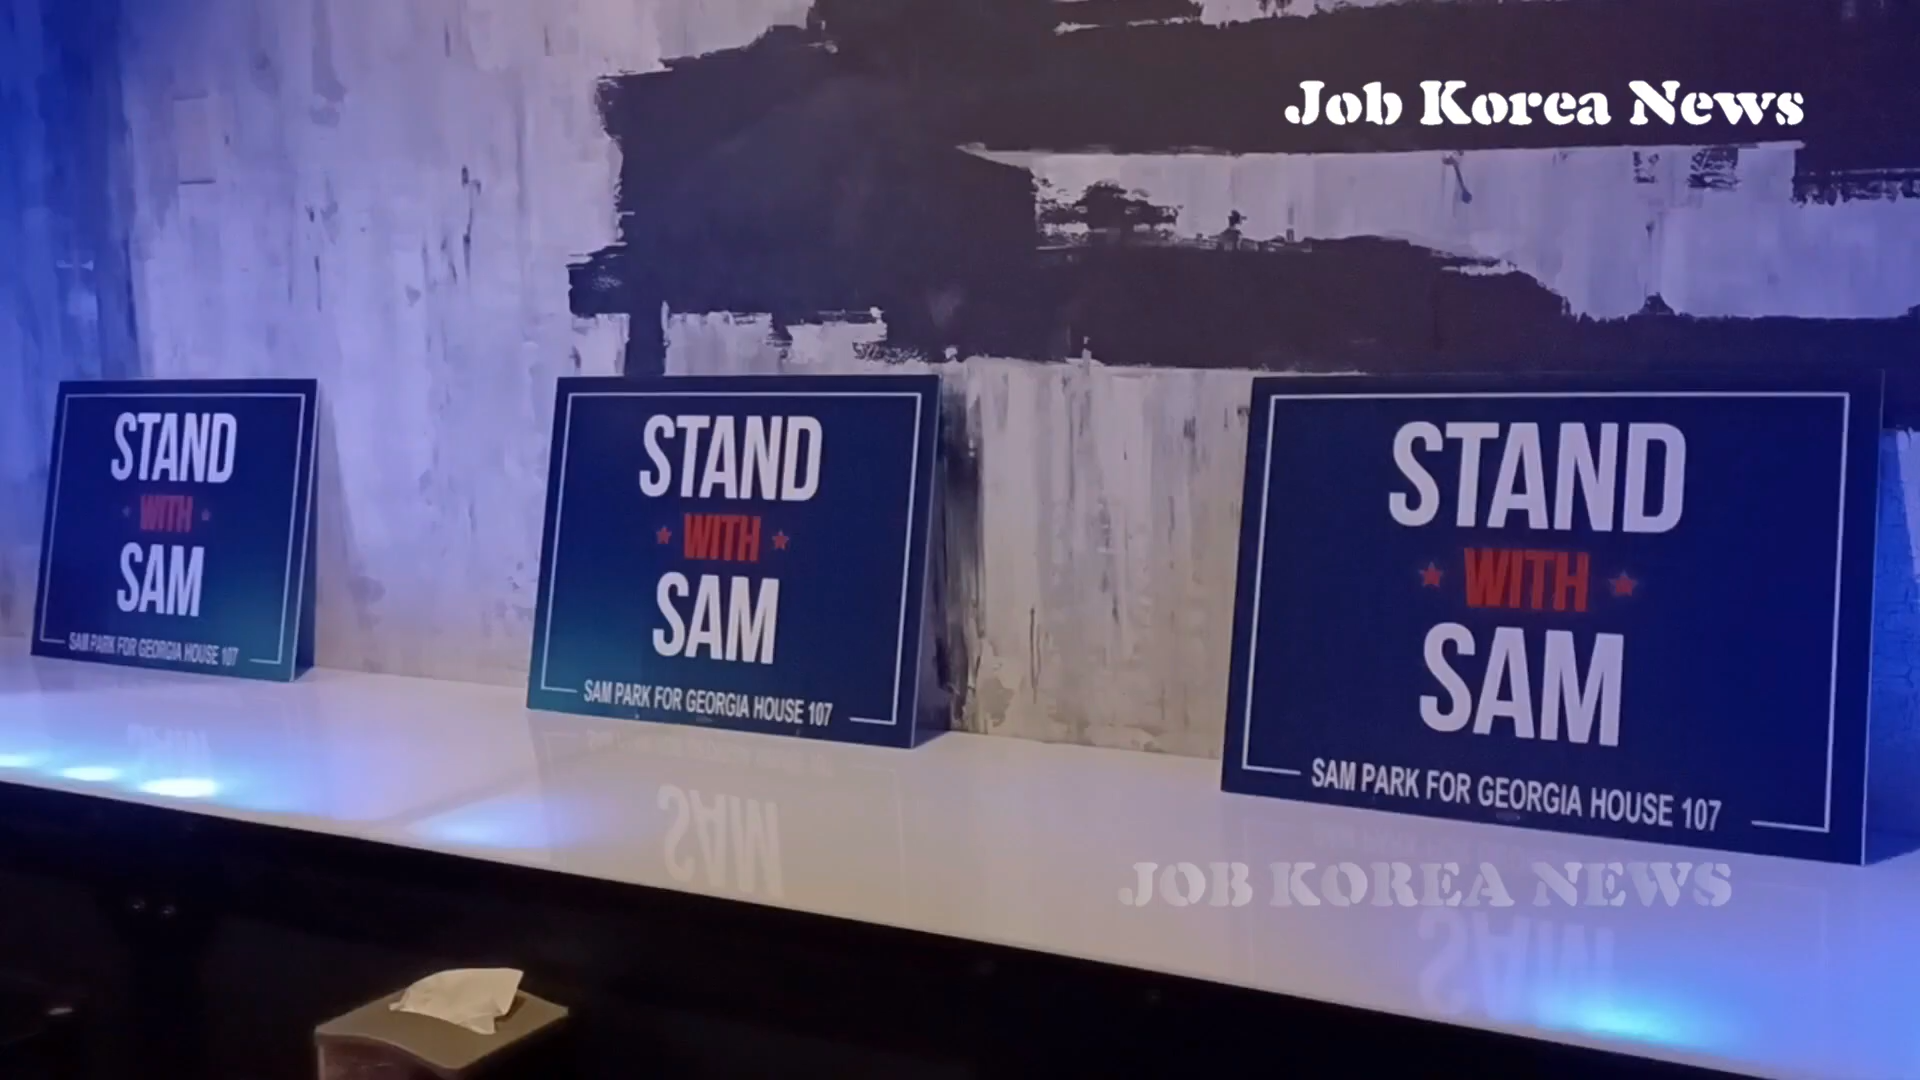 Job Korea News
STAND
WITH
SAM
SAM PARK FOR GEORGIA HOUSE 107
STAND
WITH
SAM
SAM PARK FOR GEORGIA HOUSE 107
STAND
WITH
SAM
SAM PARK FOR GEORGIA HOUSE 107
JOB KOREA NEWS